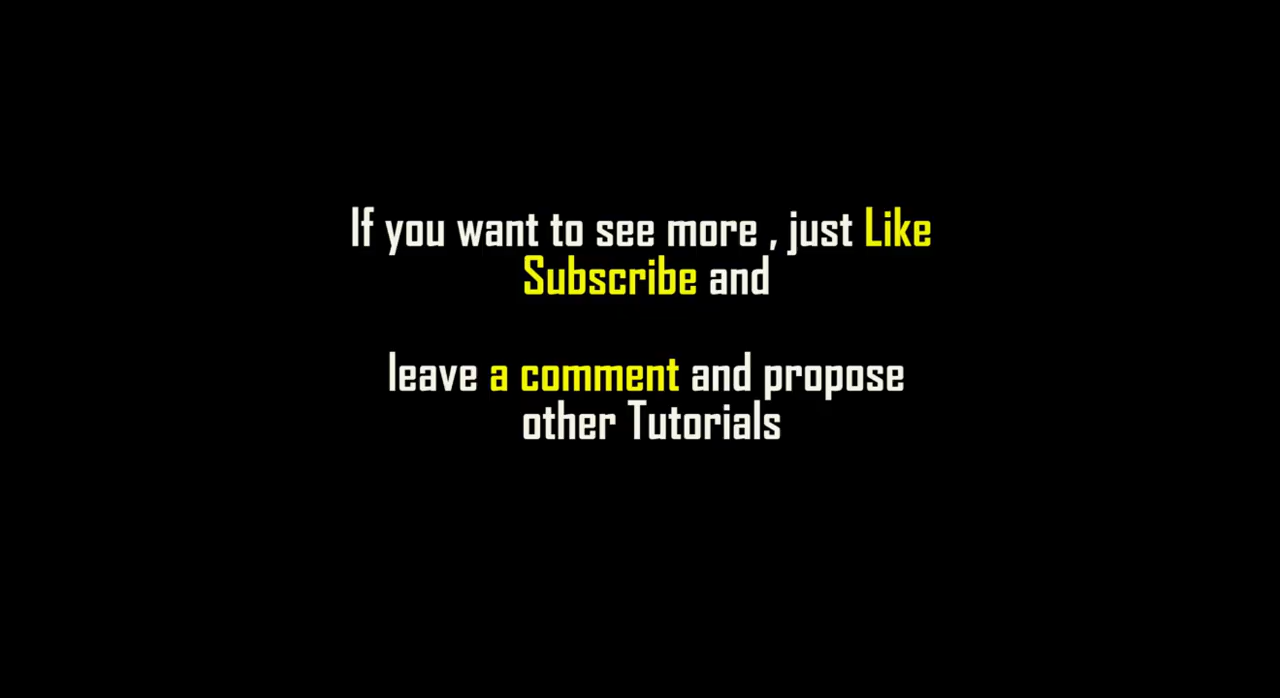 If you want to see more , just Like
Subscribe and
leave a comment and propose
other Tutorials